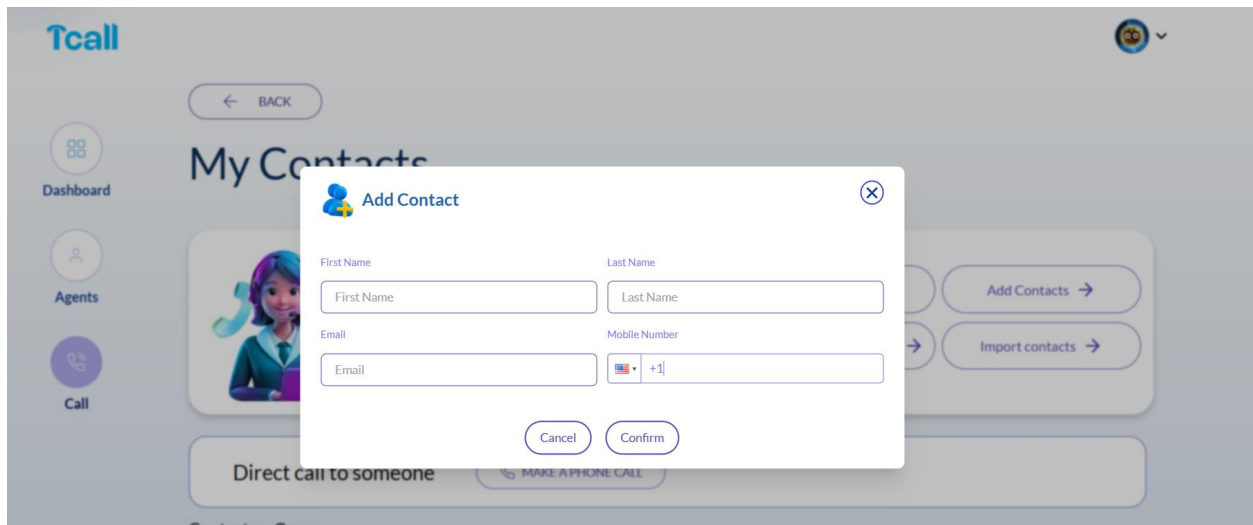 Tcall
BACK
My Contacts
Dashboard
Agents
Call
Add Contact
First Name
Last Name
First Name
Last Name
Email
Mobile Number
Email
+1
Cancel
Confirm
Add Contacts
Import contacts
Direct call to someone
MAKE A PHONE CALL